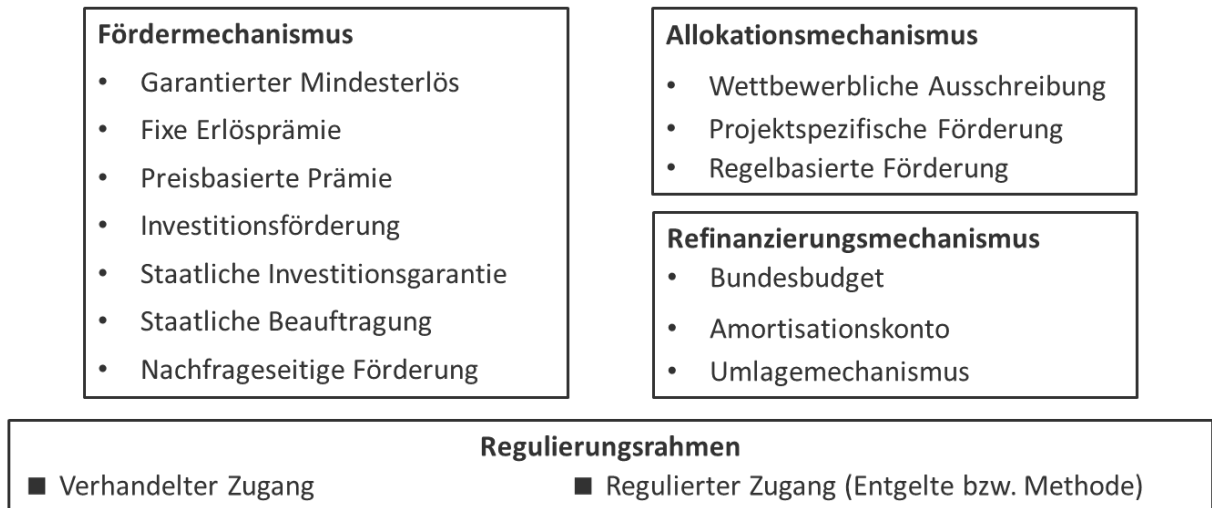 Fördermechanismus
• Garantierter Mindesterlös
• Fixe Erlösprämie
• Preisbasierte Prämie
• Investitionsförderung
• Staatliche Investitionsgarantie
• Staatliche Beauftragung
• Nachfrageseitige Förderung
Allokationsmechanismus
• Wettbewerbliche Ausschreibung
• Projektspezifische Förderung
• Regelbasierte Förderung
Refinanzierungsmechanismus
• Bundesbudget
• Amortisationskonto
• Umlagemechanismus
Regulierungsrahmen
■ Verhandelter Zugang
■ Regulierter Zugang (Entgelte bzw. Methode)